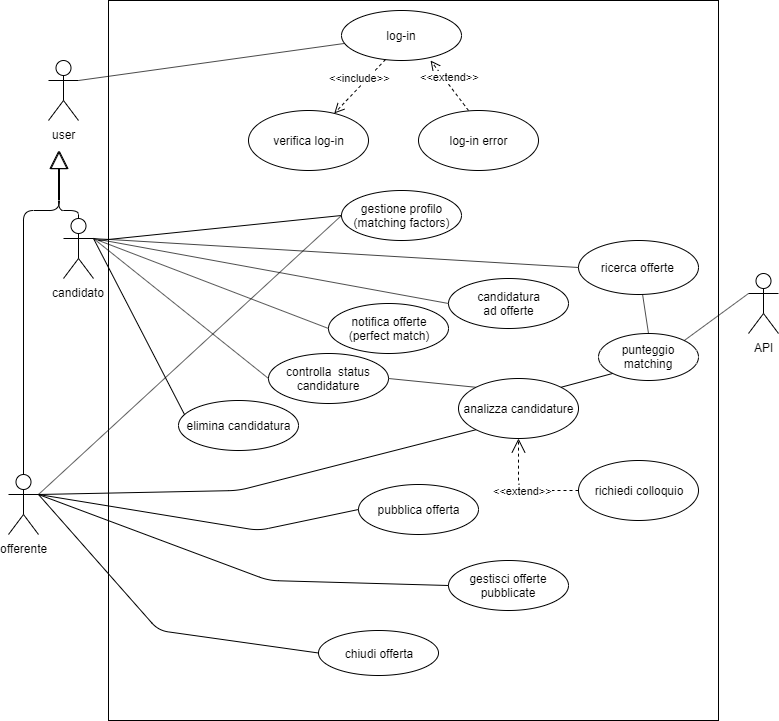 log-in
<<include>>
<<extend>>
user
verifica log-in
log-in error
gestione profilo
(matching factors)
candidato
ricerca offerte
candidatura
ad offerte
notifica offerte
(perfect match)
API
punteggio
matching
controlla status
candidature
analizza candidature
elimina candidatura
<<extend>>
richiedi colloquio
pubblica offerta
offerente
gestisci offerte
pubblicate
chiudi offerta